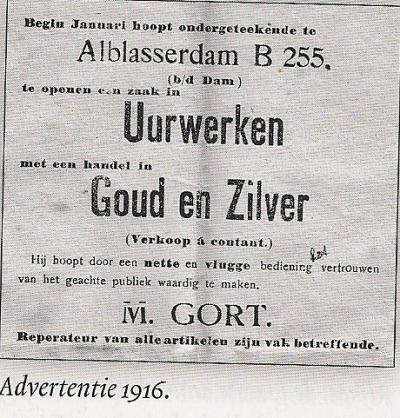 Begin Januari hoopt ondergeteekende te
Alblasserdam B 255.
(b/d Dam)
te openen een zaak in
Uurwerken
met een handel in
Goud en Zilver
(Verkoop á contant.)
Hij hoopt door een nette en vlugge bediening vertrouwen
van het geachte publiek waardig te maken.
M. GORT.
Reperateur van alle artikelen zijn vak betreffende.
Advertentie 1916.